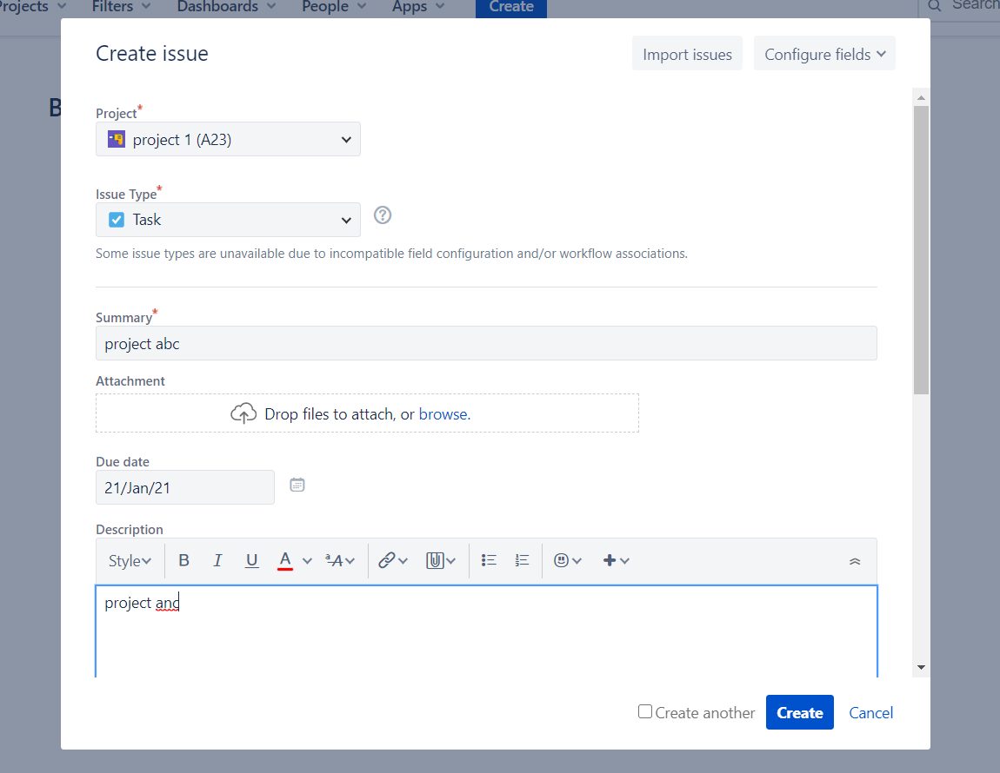 Projects Filters Dashboards People Apps Create Search
Create issue Import issues Configure fields
B
Project*
project 1 (A23)
Issue Type*
Task
Some issue types are unavailable due to incompatible field configuration and/or workflow associations.
Summary*
project abc
Attachment
Drop files to attach, or browse.
Due date
21/Jan/21
Description
Style B I U A ªA
project anc
Create another Create Cancel